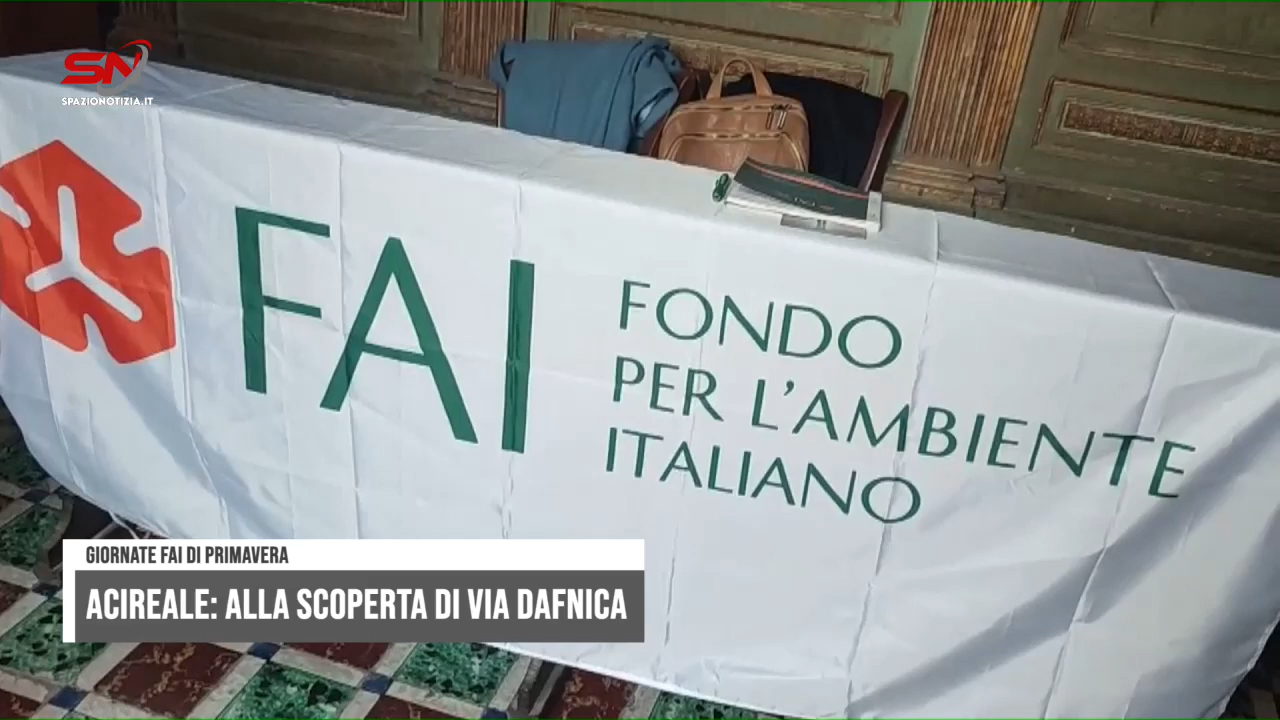 SN
SPAZIONOTIZIA.IT
FAI
FONDO
PER L'AMBIENTE
ITALIANO
GIORNATE FAI DI PRIMAVERA
ACIREALE: ALLA SCOPERTA DI VIA DAFNICA